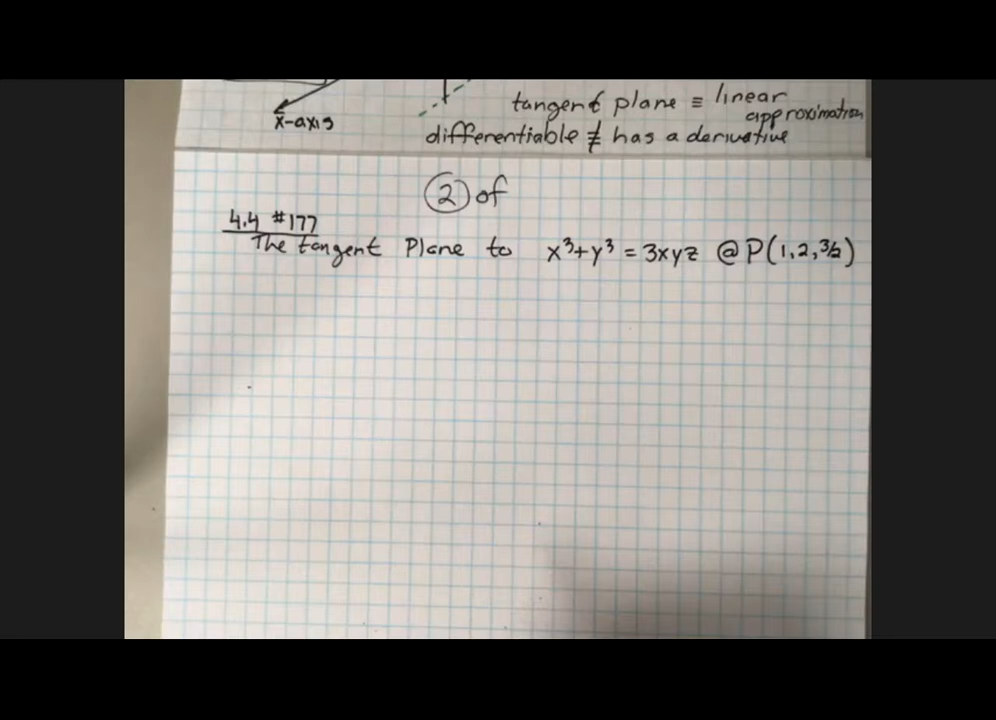 x-axis
tangent plane ≡ linear
approximation
differentiable ≢ has a derivative
② of
4.4 #177
The tangent Plane to x³+y³ = 3xyz @ P(1,2,3/2)